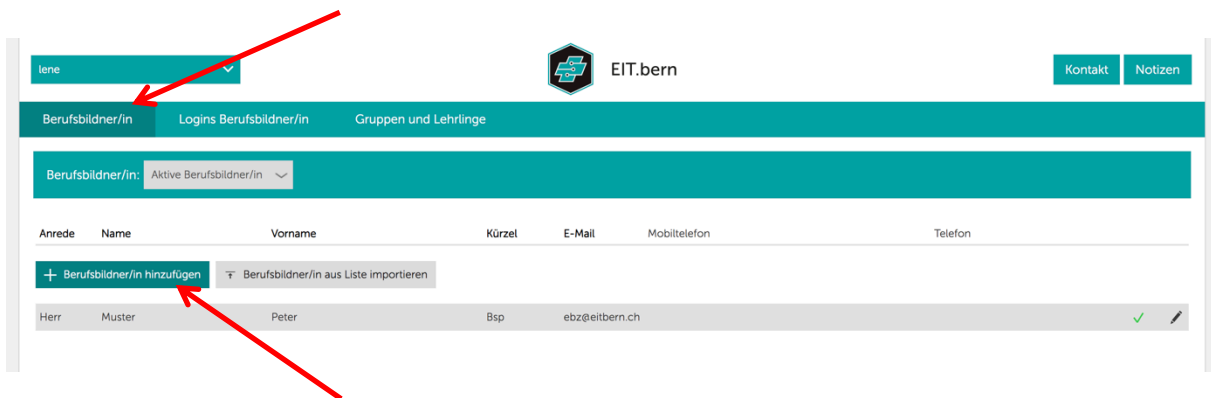 lene
EIT.bern
Kontakt Notizen
Berufsbildner/in Logins Berufsbildner/in Gruppen und Lehrlinge
Berufsbildner/in: Aktive Berufsbildner/in
Anrede Name Vorname Kürzel E-Mail Mobiltelefon Telefon
Berufsbildner/in hinzufügen Berufsbildner/in aus Liste importieren
Herr Muster Peter Bsp ebz@eitbern.ch